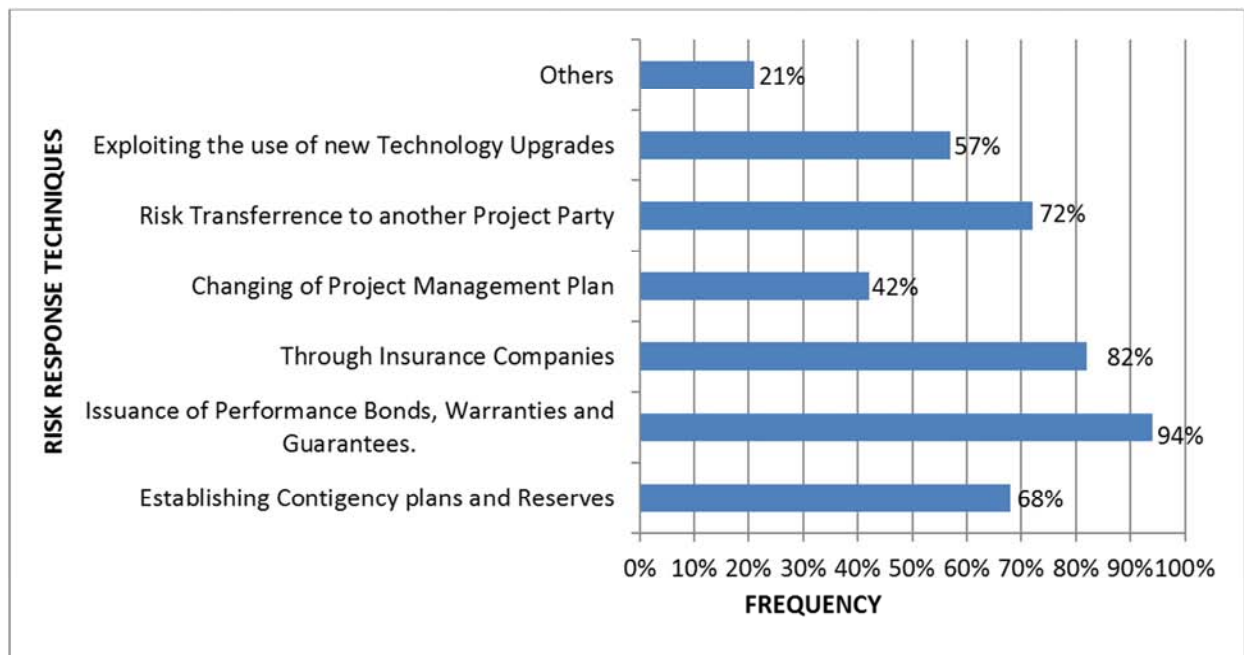 RISK RESPONSE TECHNIQUES
Others
21%
Exploiting the use of new Technology Upgrades
57%
Risk Transferrence to another Project Party
72%
Changing of Project Management Plan
42%
Through Insurance Companies
82%
Issuance of Performance Bonds, Warranties and
Guarantees.
94%
Establishing Contigency plans and Reserves
68%
0% 10% 20% 30% 40% 50% 60% 70% 80% 90% 100%
FREQUENCY